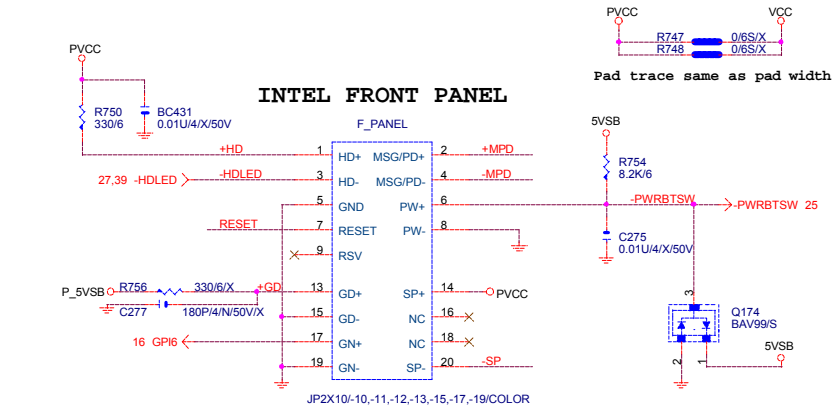 PVCC
VCC
R747 0/6S/X
R748 0/6S/X
Pad trace same as pad width
PVCC
R750
330/6
BC431
0.01U/4/X/50V
INTEL FRONT PANEL
F_PANEL
5VSB
R754
8.2K/6
+HD 1 HD+ MSG/PD+ 2 +MPD
27,39 -HDLED -HDLED 3 HD- MSG/PD- 4 -MPD
5 GND PW+ 6 -PWRBTSW -PWRBTSW 25
RESET 7 RESET PW- 8
9 RSV
C275
0.01U/4/X/50V
P_5VSB R756 330/6/X +GD 13 GD+ SP+ 14 PVCC
C277 180P/4/N/50V/X
15 GD- NC 16
16 GPI6 17 GN+ NC 18
19 GN- SP- 20 -SP
3
Q174
BAV99/S
2
1
5VSB
JP2X10/-10,-11,-12,-13,-15,-17,-19/COLOR